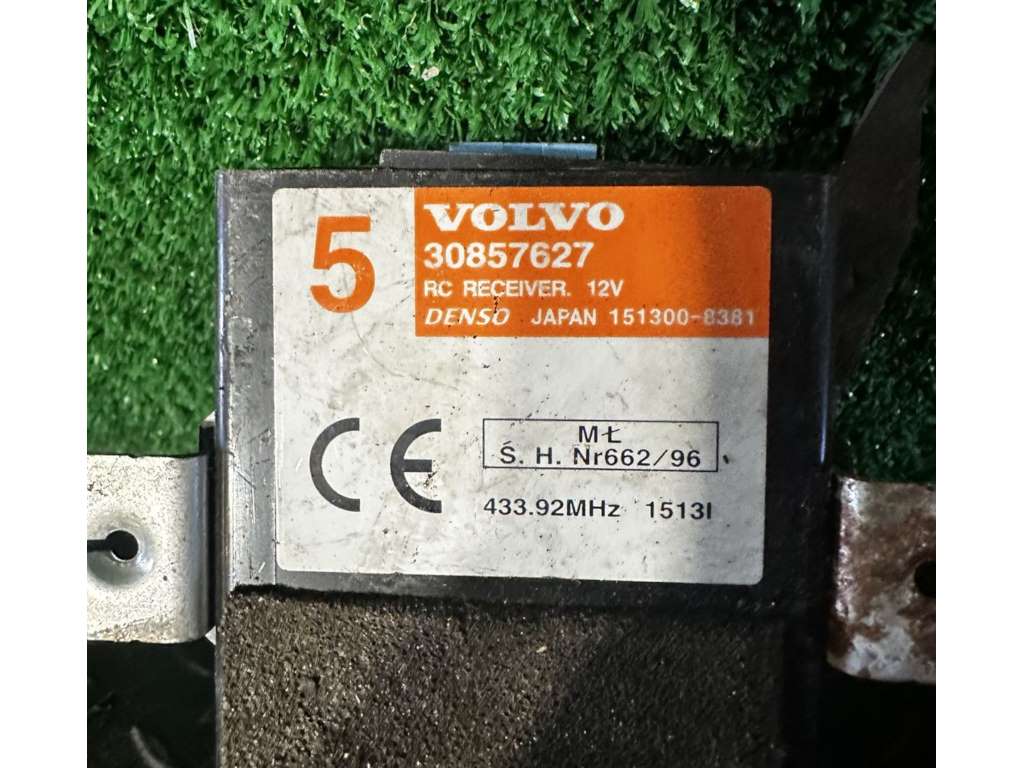 5
VOLVO
30857627
RC RECEIVER. 12V
DENSO JAPAN 151300-8381
CE
MŁ
Ś. H. Nr662/96
433.92MHz 1513I